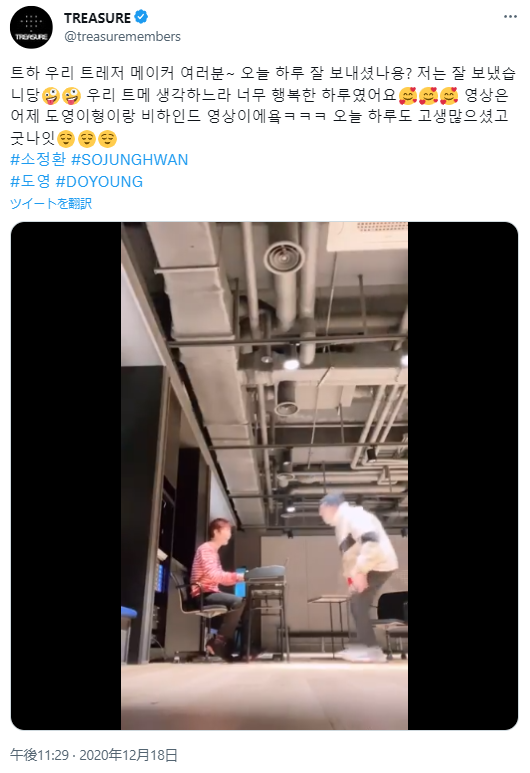 TREASURE
@treasuremembers
TREASURE
트하 우리 트레저 메이커 여러분~ 오늘 하루 잘 보내셨나용? 저는 잘 보냈습
니당🤪🤪 우리 트메 생각하느라 너무 행복한 하루였어요🥰🥰🥰 영상은
어제 도영이형이랑 비하인드 영상이에욬ㅋㅋㅋ 오늘 하루도 고생많으셨고
굿나잇😌😌😌
#소정환 #SOJUNGHWAN
#도영 #DOYOUNG
ツイートを翻訳
午後11:29 · 2020年12月18日